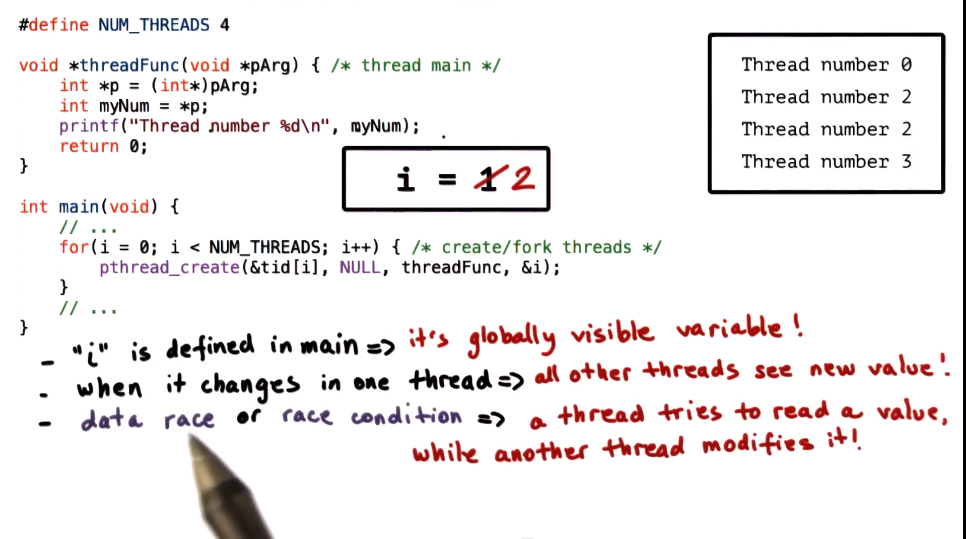 #define NUM_THREADS 4
void *threadFunc(void *pArg) { /* thread main */
int *p = (int*)pArg;
int myNum = *p;
printf("Thread number %d\n", myNum);
return 0;
}
Thread number 0
Thread number 2
Thread number 2
Thread number 3
i = 1 2
int main(void) {
// ...
for(i = 0; i < NUM_THREADS; i++) { /* create/fork threads */
pthread_create(&tid[i], NULL, threadFunc, &i);
}
// ...
}
- "i" is defined in main => it's globally visible variable!
- when it changes in one thread => all other threads see new value!
- data race or race condition => a thread tries to read a value,
while another thread modifies it!